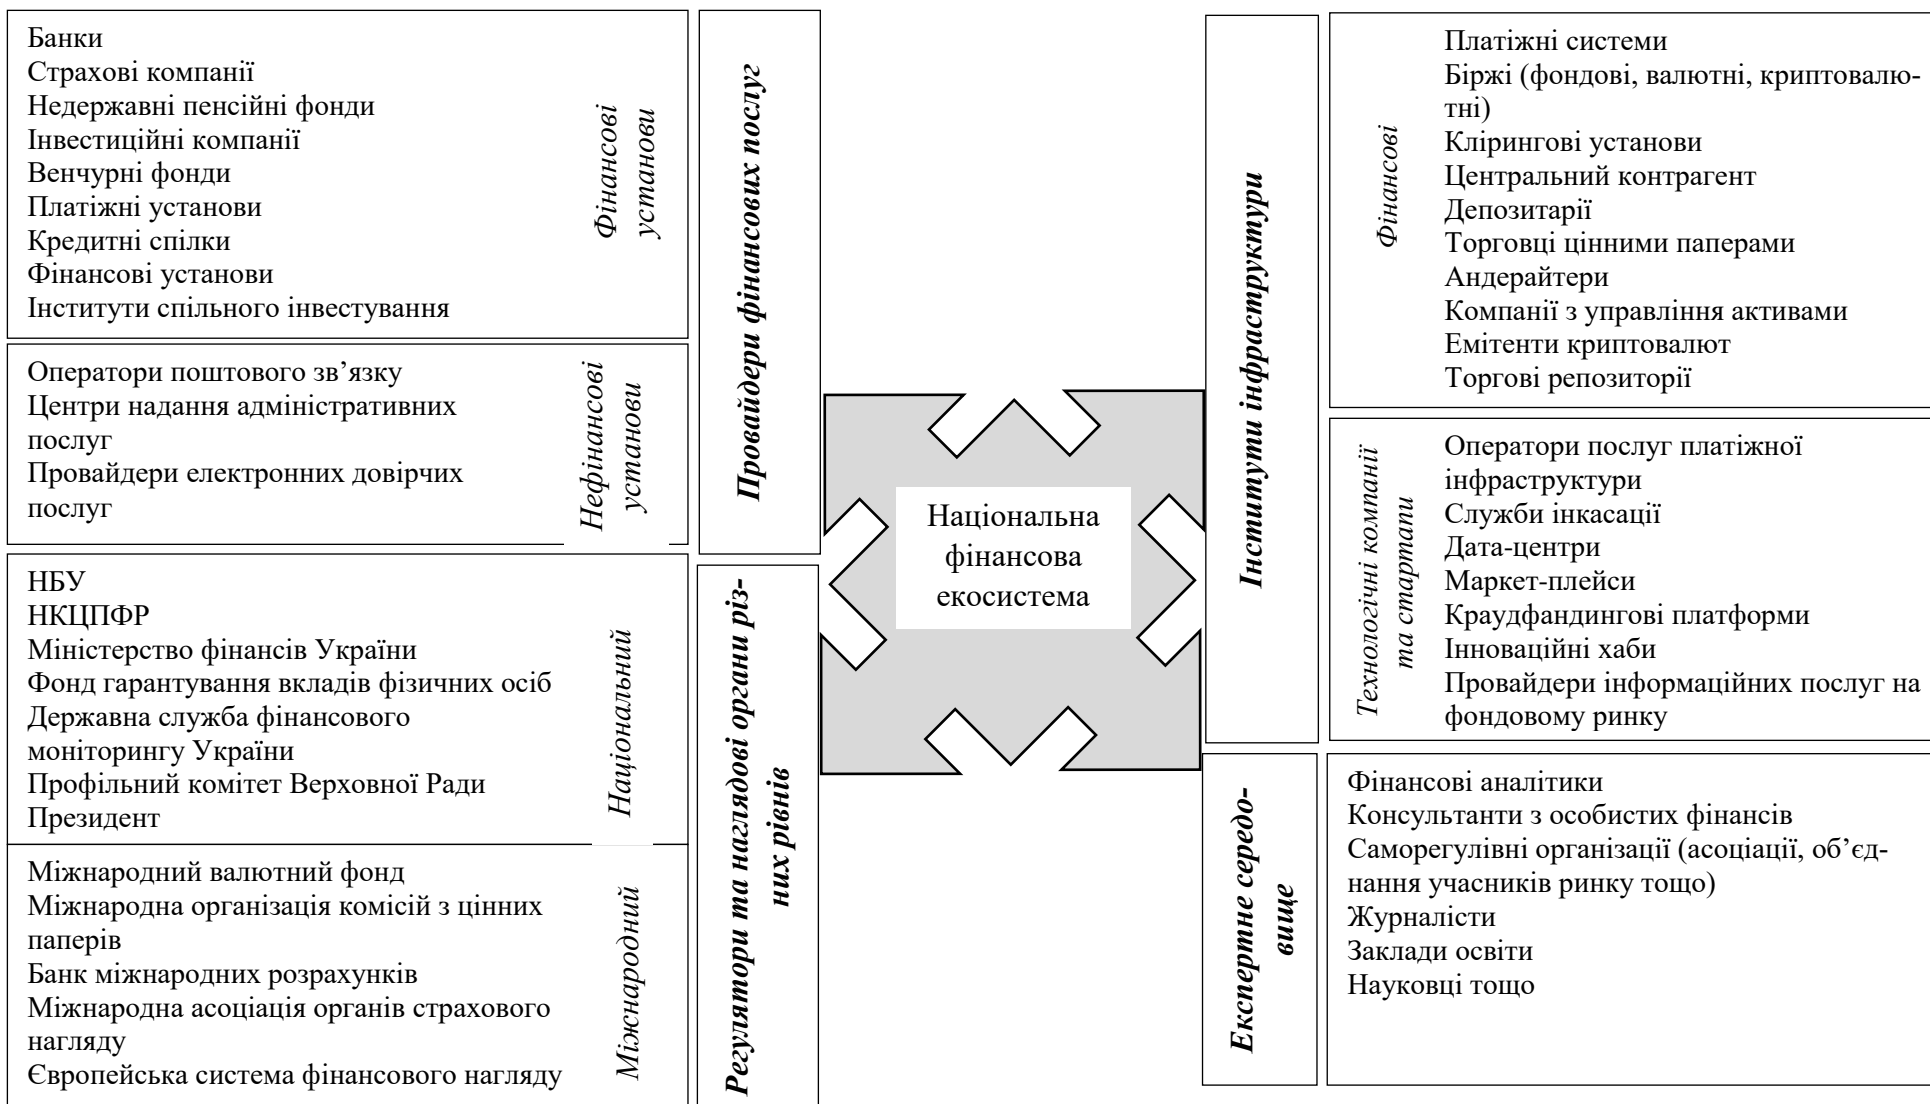 Банки
Страхові компанії
Недержавні пенсійні фонди
Інвестиційні компанії
Венчурні фонди
Платіжні установи
Кредитні спілки
Фінансові установи
Інститути спільного інвестування
Фінансові
установи
Оператори поштового зв’язку
Центри надання адміністративних
послуг
Провайдери електронних довірчих
послуг
Нефінансові
установи
Провайдери фінансових послуг
НБУ
НКЦПФР
Міністерство фінансів України
Фонд гарантування вкладів фізичних осіб
Державна служба фінансового
моніторингу України
Профільний комітет Верховної Ради
Президент
Національний
Міжнародний валютний фонд
Міжнародна організація комісій з цінних
паперів
Банк міжнародних розрахунків
Міжнародна асоціація органів страхового
нагляду
Європейська система фінансового нагляду
Міжнародний
Регулятори та наглядові органи різ-
них рівнів
Національна
фінансова
екосистема
Інститути інфраструктури
Фінансові
Платіжні системи
Біржі (фондові, валютні, криптовалю-
тні)
Клірингові установи
Центральний контрагент
Депозитарії
Торговці цінними паперами
Андерайтери
Компанії з управління активами
Емітенти криптовалют
Торгові репозиторії
Технологічні компанії
та стартапи
Оператори послуг платіжної
інфраструктури
Служби інкасації
Дата-центри
Маркет-плейси
Краудфандингові платформи
Інноваційні хаби
Провайдери інформаційних послуг на
фондовому ринку
Експертне середо-
вище
Фінансові аналітики
Консультанти з особистих фінансів
Саморегулівні організації (асоціації, об’єд-
нання учасників ринку тощо)
Журналісти
Заклади освіти
Науковці тощо